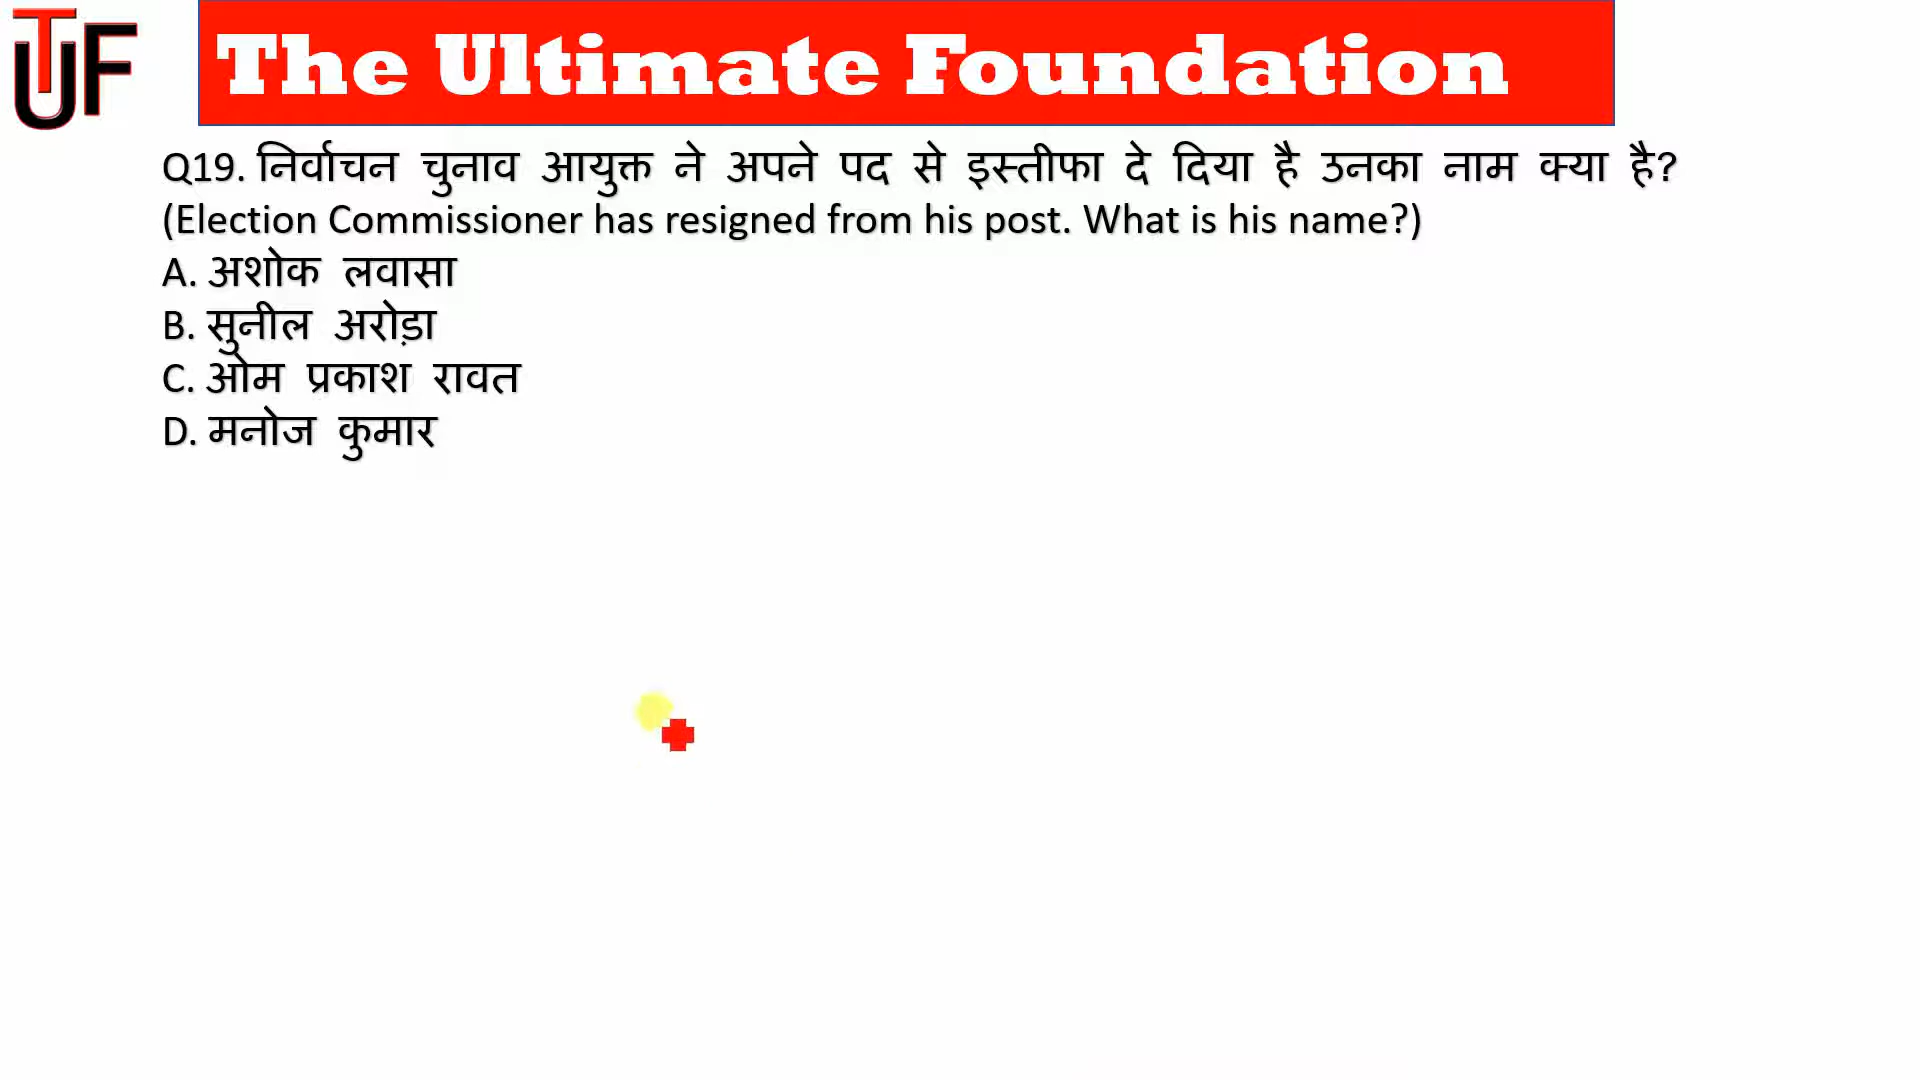 TUF
The Ultimate Foundation
Q19. निर्वाचन चुनाव आयुक्त ने अपने पद से इस्तीफा दे दिया है उनका नाम क्या है?
(Election Commissioner has resigned from his post. What is his name?)
A. अशोक लवासा
B. सुनील अरोड़ा
C. ओम प्रकाश रावत
D. मनोज कुमार